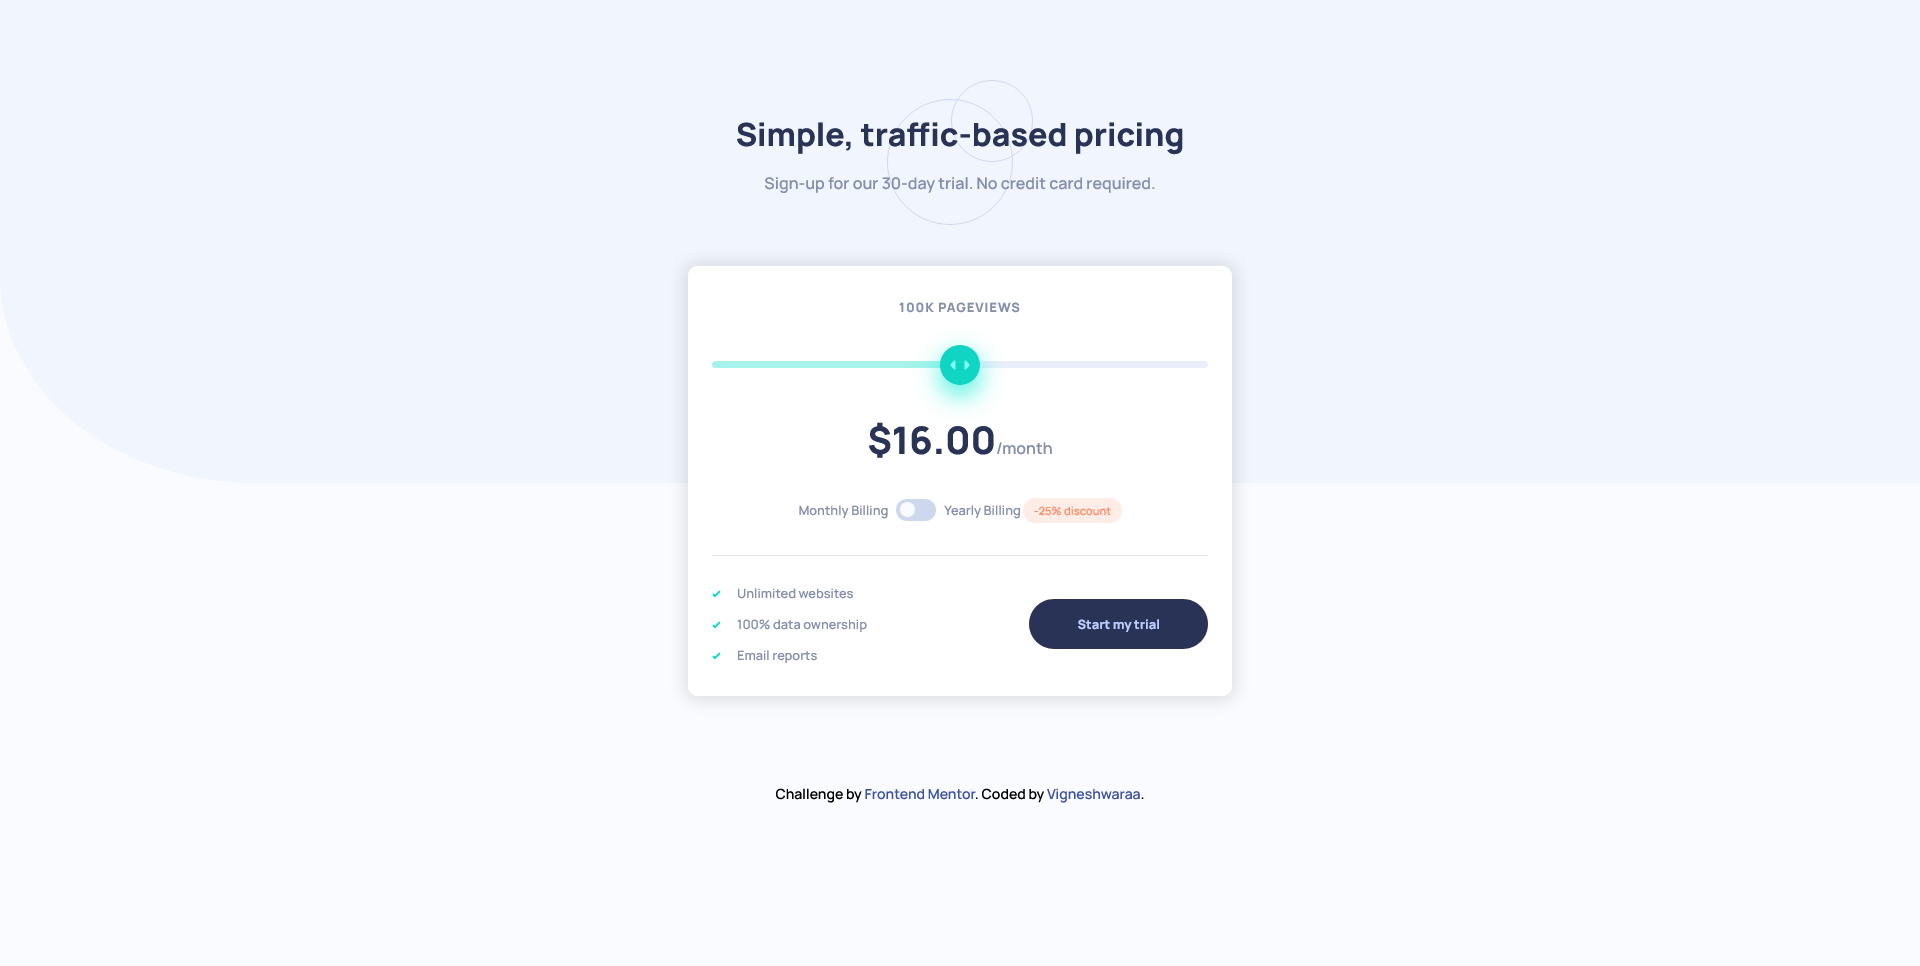 Simple, traffic-based pricing
Sign-up for our 30-day trial. No credit card required.
100K PAGEVIEWS
$16.00/month
Monthly Billing Yearly Billing -25% discount
Unlimited websites
100% data ownership
Email reports
Start my trial
Challenge by Frontend Mentor. Coded by Vigneshwaraa.